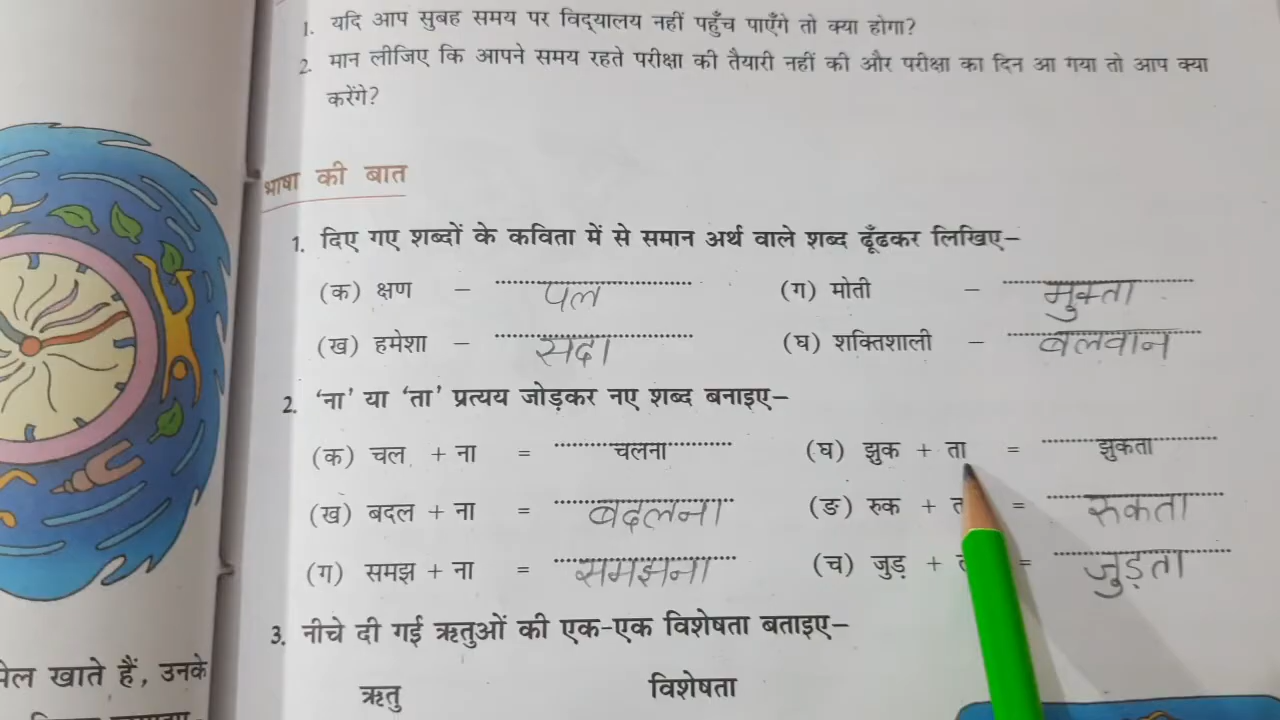 1. यदि आप सुबह समय पर विद्यालय नहीं पहुँच पाएँगे तो क्या होगा?
2. मान लीजिए कि आपने समय रहते परीक्षा की तैयारी नहीं की और परीक्षा का दिन आ गया तो आप क्या
करेंगे?
भाषा की बात
1. दिए गए शब्दों के कविता में से समान अर्थ वाले शब्द ढूँढकर लिखिए–
(क) क्षण – पल (ग) मोती – मुक्ता
(ख) हमेशा – सदा (घ) शक्तिशाली – बलवान
2. ‘ना’ या ‘ता’ प्रत्यय जोड़कर नए शब्द बनाइए–
(क) चल + ना = चलना (घ) झुक + ता = झुकता
(ख) बदल + ना = बदलना (ङ) रुक + = रुकता
(ग) समझ + ना = समझना (च) जुड़ + = जुड़ता
3. नीचे दी गई ऋतुओं की एक-एक विशेषता बताइए–
ऋतु विशेषता
खाते हैं, उनके